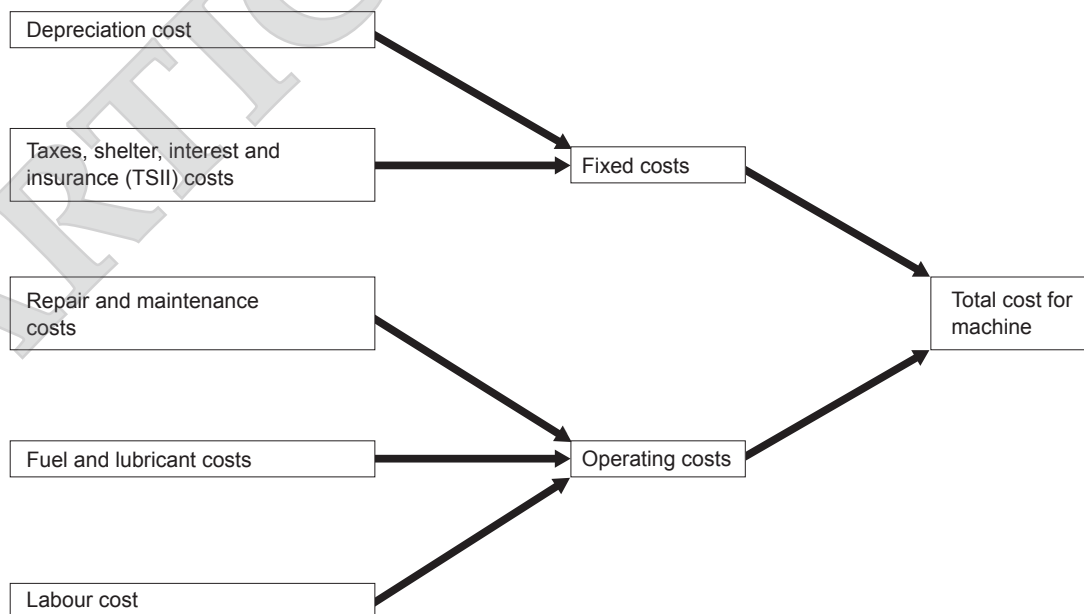 Depreciation cost
Taxes, shelter, interest and
insurance (TSII) costs
Fixed costs
Repair and maintenance
costs
Total cost for
machine
Fuel and lubricant costs
Operating costs
Labour cost
ARTIC